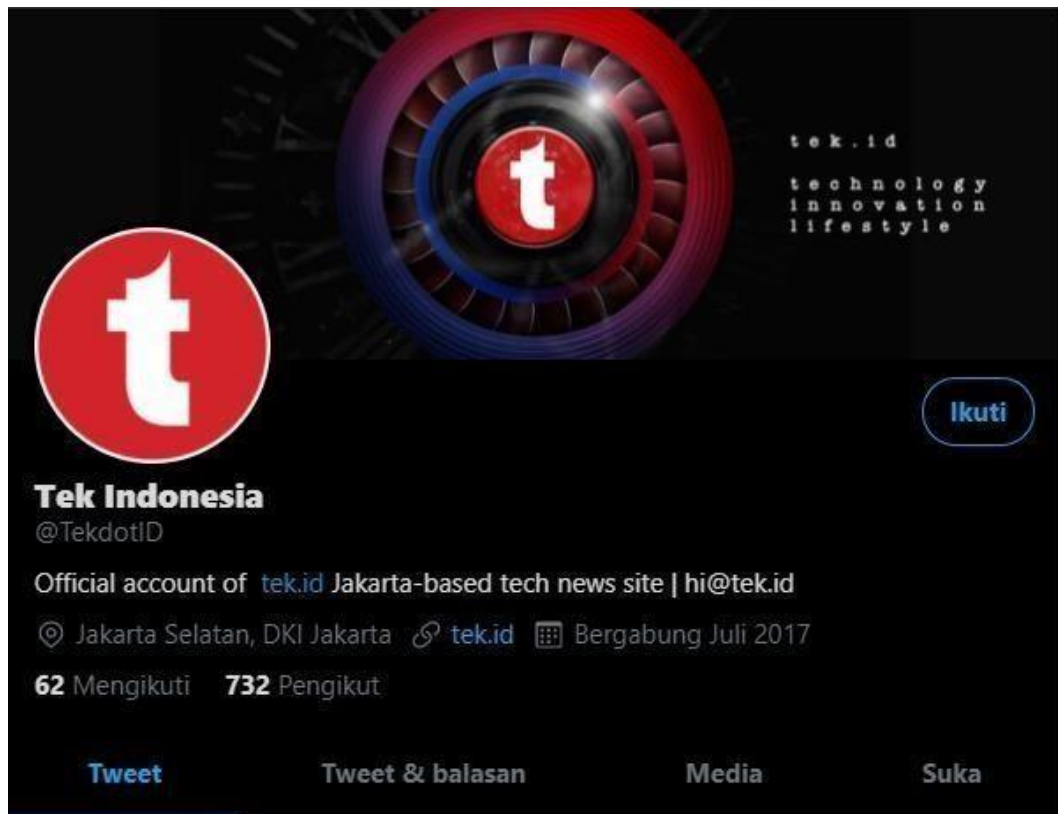 tek.id
technology
innovation
lifestyle
t
t
Ikuti
Tek Indonesia
@TekdotID
Official account of tek.id Jakarta-based tech news site | hi@tek.id
Jakarta Selatan, DKI Jakarta tek.id Bergabung Juli 2017
62 Mengikuti 732 Pengikut
Tweet Tweet & balasan Media Suka